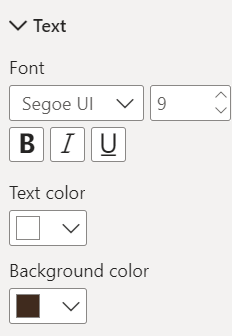 Text
Font
Segoe UI 9
B I U
Text color
Background color